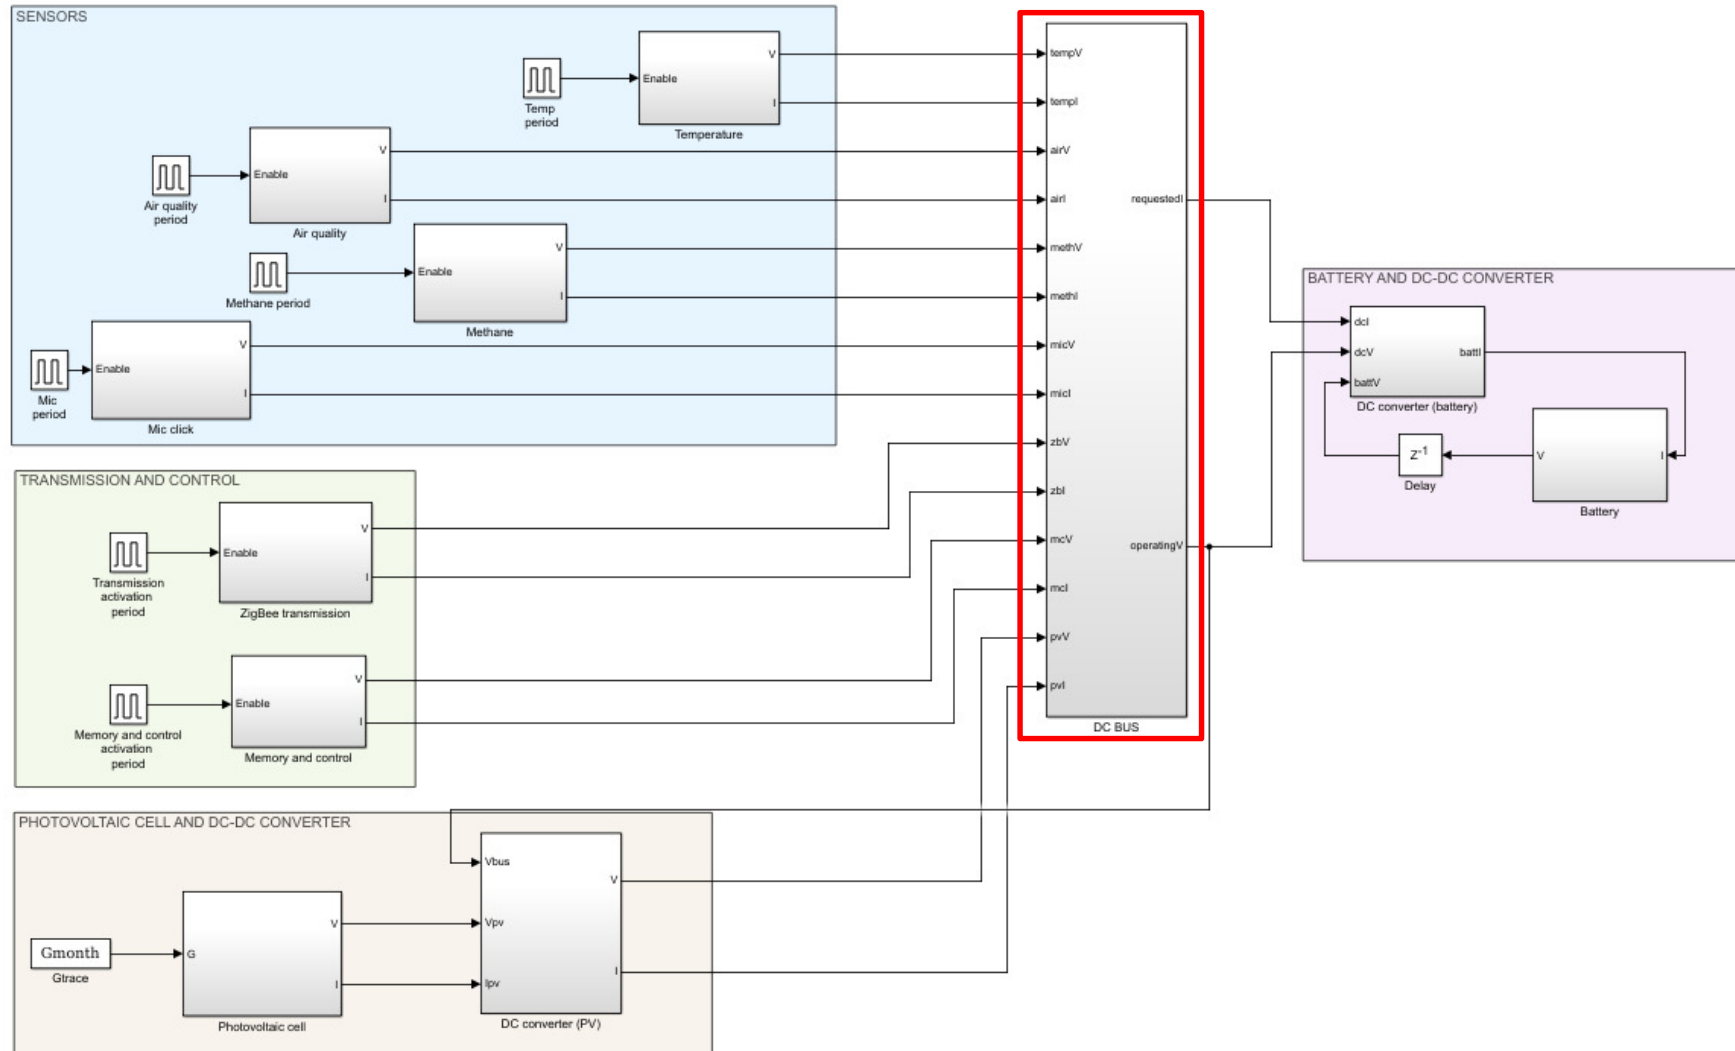 SENSORS
Temp
period
Enable
V
I
Temperature
Air quality
period
Enable
V
I
Air quality
Methane period
Enable
V
I
Methane
Mic
period
Enable
V
I
Mic click
TRANSMISSION AND CONTROL
Transmission
activation
period
Enable
V
I
ZigBee transmission
Memory and control
activation
period
Enable
V
I
Memory and control
PHOTOVOLTAIC CELL AND DC-DC CONVERTER
Gmonth
Gtrace
G
V
I
Photovoltaic cell
Vbus
Vpv
Ipv
V
I
DC converter (PV)
tempV
tempI
airV
airI
methV
methI
micV
micI
zbV
zbI
mcV
mcI
pvV
pvI
requestedI
operatingV
DC BUS
BATTERY AND DC-DC CONVERTER
dcI
dcV
battV
battI
DC converter (battery)
Z-1
Delay
V
I
Battery